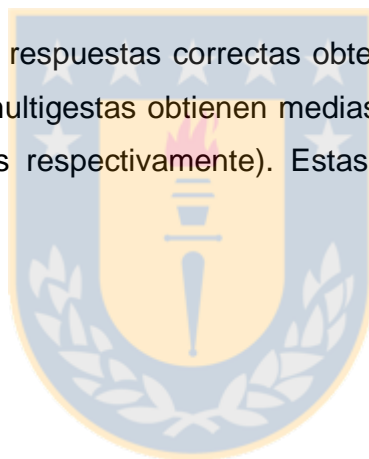 respuestas correctas obte
multigestas obtienen medias
s respectivamente). Estas